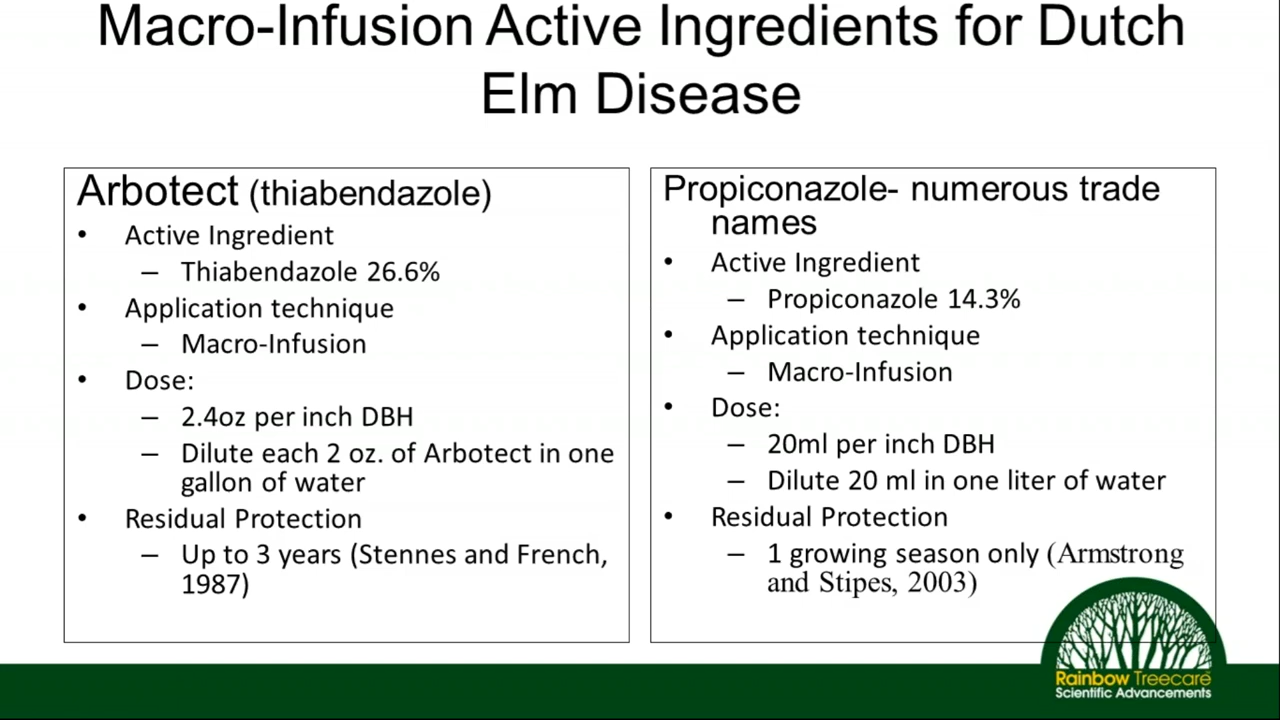 Macro-Infusion Active Ingredients for Dutch
Elm Disease
Arbotect (thiabendazole)
• Active Ingredient
– Thiabendazole 26.6%
• Application technique
– Macro-Infusion
• Dose:
– 2.4oz per inch DBH
– Dilute each 2 oz. of Arbotect in one
gallon of water
• Residual Protection
– Up to 3 years (Stennes and French,
1987)
Propiconazole- numerous trade
names
• Active Ingredient
– Propiconazole 14.3%
• Application technique
– Macro-Infusion
• Dose:
– 20ml per inch DBH
– Dilute 20 ml in one liter of water
• Residual Protection
– 1 growing season only (Armstrong
and Stipes, 2003)
Rainbow Treecare
Scientific Advancements